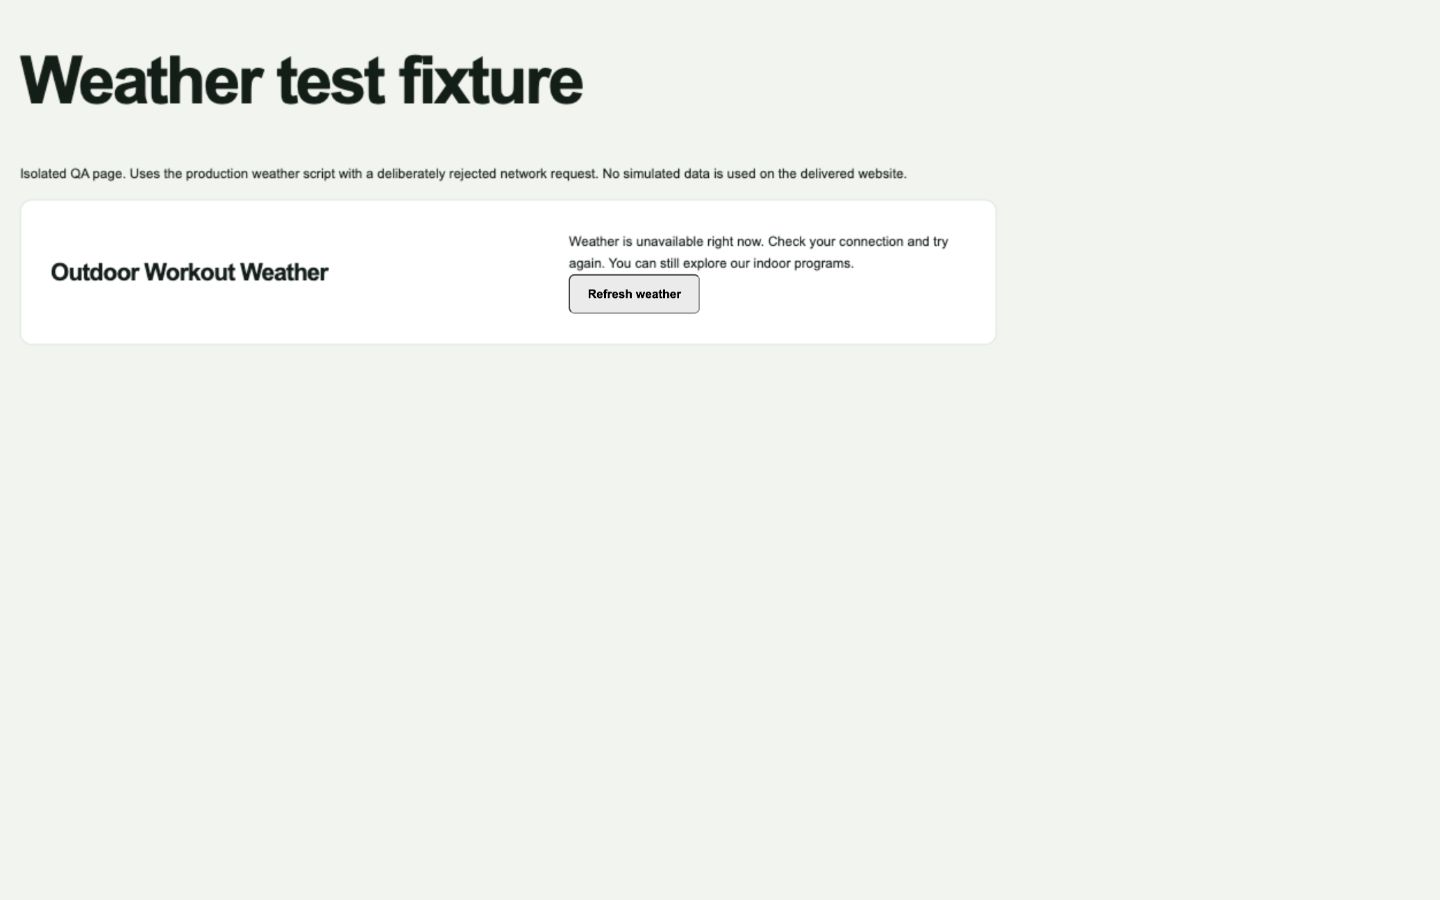 Weather test fixture
Isolated QA page. Uses the production weather script with a deliberately rejected network request. No simulated data is used on the delivered website.
Outdoor Workout Weather
Weather is unavailable right now. Check your connection and try
again. You can still explore our indoor programs.
Refresh weather